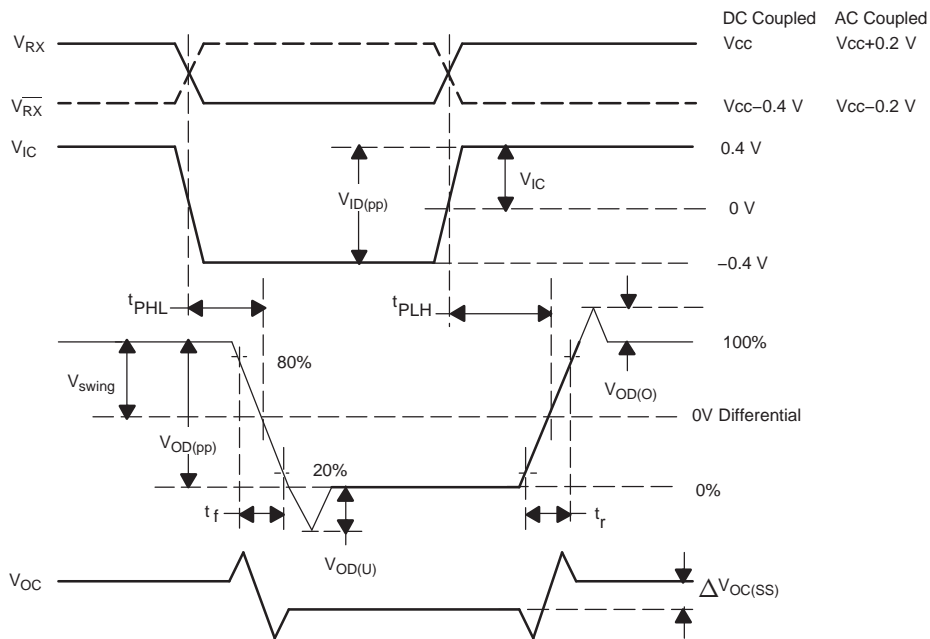 DC Coupled AC Coupled
VRX Vcc Vcc+0.2 V
V\overline{RX} Vcc−0.4 V Vcc−0.2 V
VIC 0.4 V
VIC
VID(pp)
0 V
−0.4 V
tPHL tPLH
100%
80%
Vswing
VOD(O)
0V Differential
VOD(pp)
20%
0%
tf tr
VOD(U)
VOC
ΔVOC(SS)